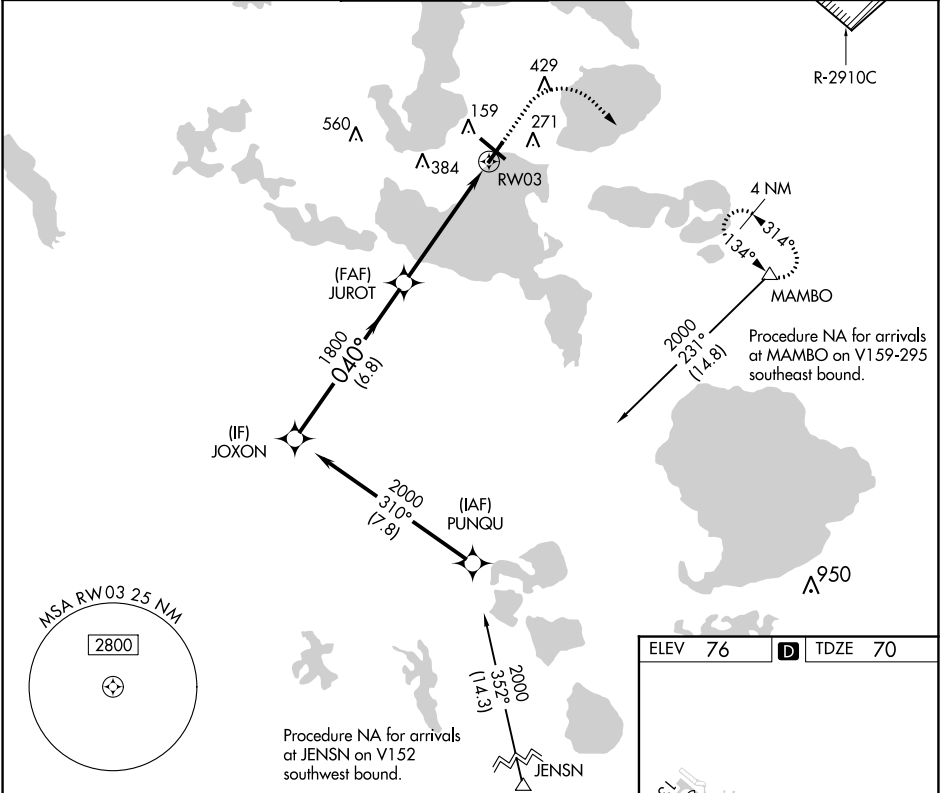 R-2910C
429
159
560
271
384
RW03
4 NM
314°
134°
(FAF)
JUROT
MAMBO
2000
231°
(14.8)
Procedure NA for arrivals
at MAMBO on V159-295
southeast bound.
1800
040°
(6.8)
(IF)
JOXON
2000
310°
(7.8)
(IAF)
PUNQU
950
MSA RW03 25 NM
2800
ELEV 76
D
TDZE 70
2000
352°
(14.3)
Procedure NA for arrivals
at JENSN on V152
southwest bound.
JENSN